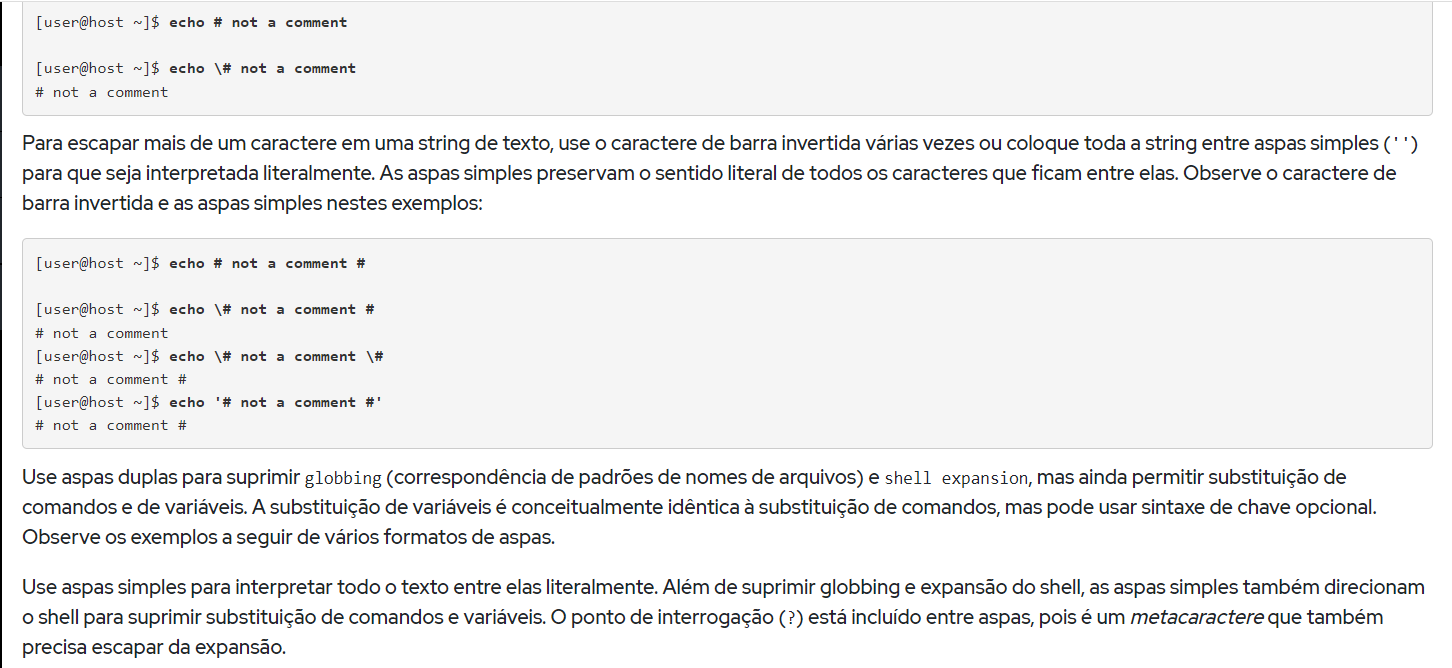 [user@host ~]$ echo # not a comment
[user@host ~]$ echo \# not a comment
# not a comment
Para escapar mais de um caractere em uma string de texto, use o caractere de barra invertida várias vezes ou coloque toda a string entre aspas simples ('')
para que seja interpretada literalmente. As aspas simples preservam o sentido literal de todos os caracteres que ficam entre elas. Observe o caractere de
barra invertida e as aspas simples nestes exemplos:
[user@host ~]$ echo # not a comment #
[user@host ~]$ echo \# not a comment #
# not a comment
[user@host ~]$ echo \# not a comment \#
# not a comment #
[user@host ~]$ echo '# not a comment #'
# not a comment #
Use aspas duplas para suprimir globbing (correspondência de padrões de nomes de arquivos) e shell expansion, mas ainda permitir substituição de
comandos e de variáveis. A substituição de variáveis é conceitualmente idêntica à substituição de comandos, mas pode usar sintaxe de chave opcional.
Observe os exemplos a seguir de vários formatos de aspas.
Use aspas simples para interpretar todo o texto entre elas literalmente. Além de suprimir globbing e expansão do shell, as aspas simples também direcionam
o shell para suprimir substituição de comandos e variáveis. O ponto de interrogação (?) está incluído entre aspas, pois é um metacaractere que também
precisa escapar da expansão.